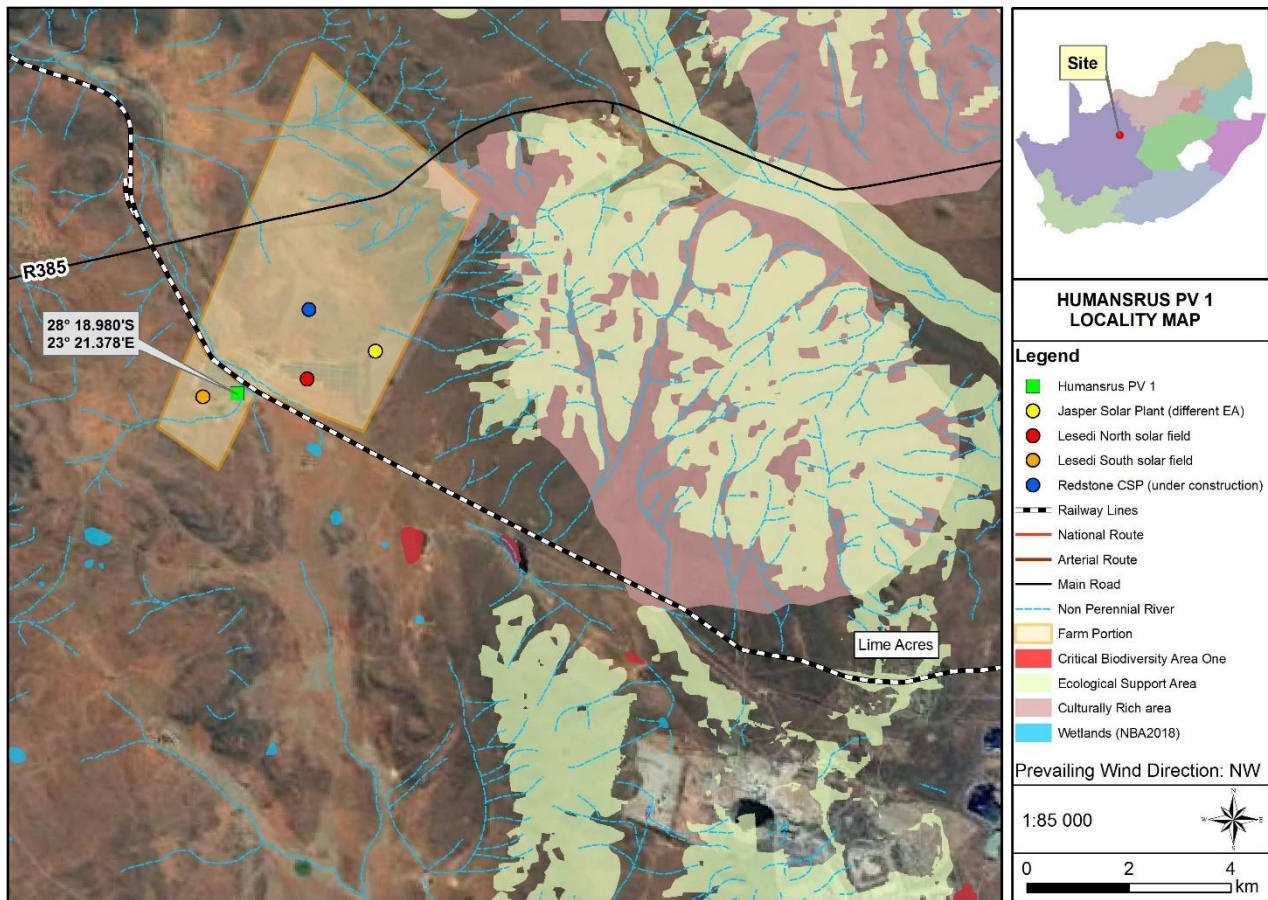 R385
28° 18.980'S
23° 21.378'E
Lime Acres
Site
HUMANSRUS PV 1
LOCALITY MAP
Legend
Humansrus PV 1
Jasper Solar Plant (different EA)
Lesedi North solar field
Lesedi South solar field
Redstone CSP (under construction)
Railway Lines
National Route
Arterial Route
Main Road
Non Perennial River
Farm Portion
Critical Biodiversity Area One
Ecological Support Area
Culturally Rich area
Wetlands (NBA2018)
Prevailing Wind Direction: NW
1:85 000
N
W
E
S
0 2 4
km